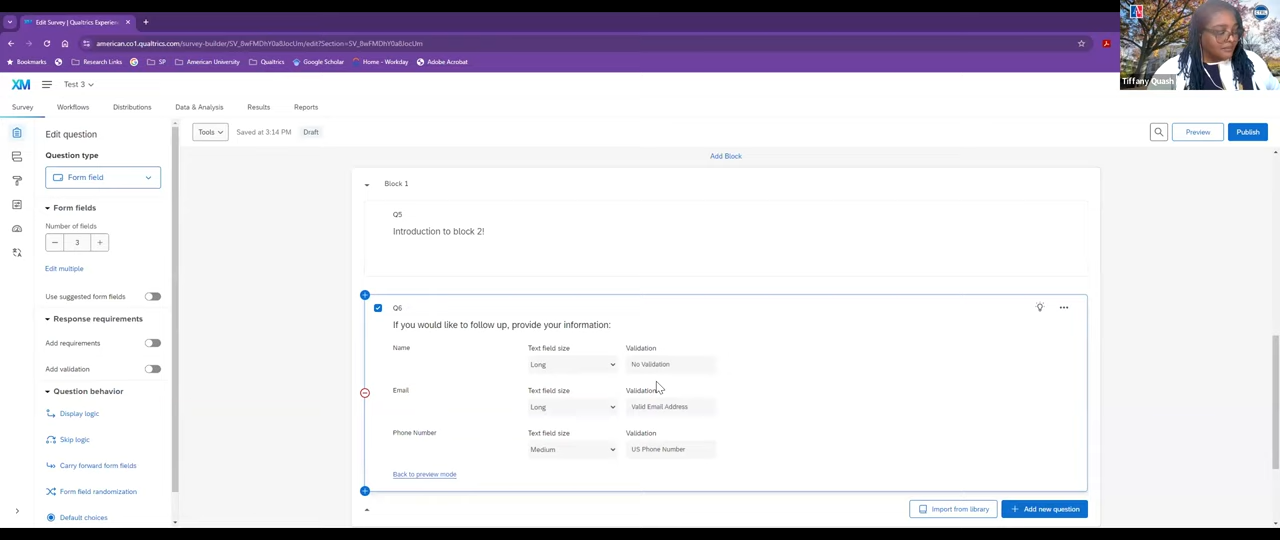 Edit Survey | Qualtrics Experien
american.co1.qualtrics.com/survey-builder/SV_8wFMDhY0a8JocUm/edit?Section=SV_8wFMDhY0a8JocUm
Bookmarks Research Links SP American University Qualtrics Google Scholar Home - Workday Adobe Acrobat
Tiffany Quash
XM Test 3
Survey Workflows Distributions Data & Analysis Results Reports
Tools Saved at 3:14 PM Draft Preview Publish
Edit question
Question type
Form field
Form fields
Number of fields
3
Edit multiple
Use suggested form fields
Response requirements
Add requirements
Add validation
Question behavior
Display logic
Skip logic
Carry forward form fields
Form field randomization
Default choices
Add Block
Block 1
Q5
Introduction to block 2!
Q6
If you would like to follow up, provide your information:
Name Text field size Validation
Long No Validation
Email Text field size Validation
Long Valid Email Address
Phone Number Text field size Validation
Medium US Phone Number
Back to preview mode
Import from library Add new question